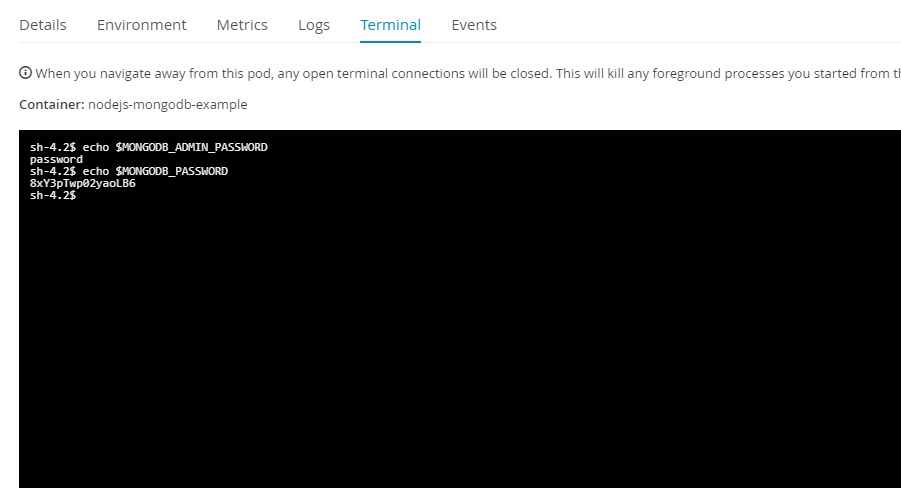 Details Environment Metrics Logs Terminal Events
When you navigate away from this pod, any open terminal connections will be closed. This will kill any foreground processes you started from
Container: nodejs-mongodb-example
sh-4.2$ echo $MONGODB_ADMIN_PASSWORD
password
sh-4.2$ echo $MONGODB_PASSWORD
8xY3pTwp02yaoLB6
sh-4.2$